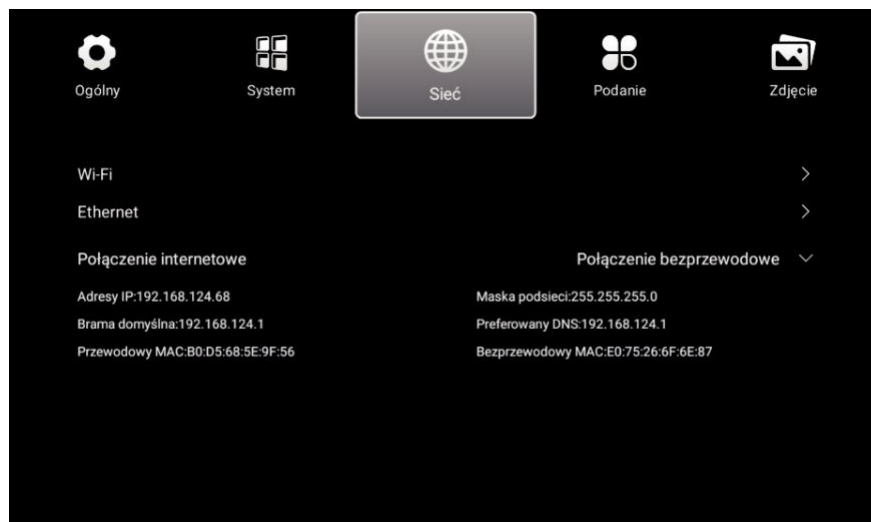 Ogólny System Sieć Podanie Zdjęcie
Wi-Fi
Ethernet
Połączenie internetowe Połączenie bezprzewodowe
Adresy IP:192.168.124.68 Maska podsieci:255.255.255.0
Brama domyślna:192.168.124.1 Preferowany DNS:192.168.124.1
Przewodowy MAC:B0:D5:68:5E:9F:56 Bezprzewodowy MAC:E0:75:26:6F:6E:87